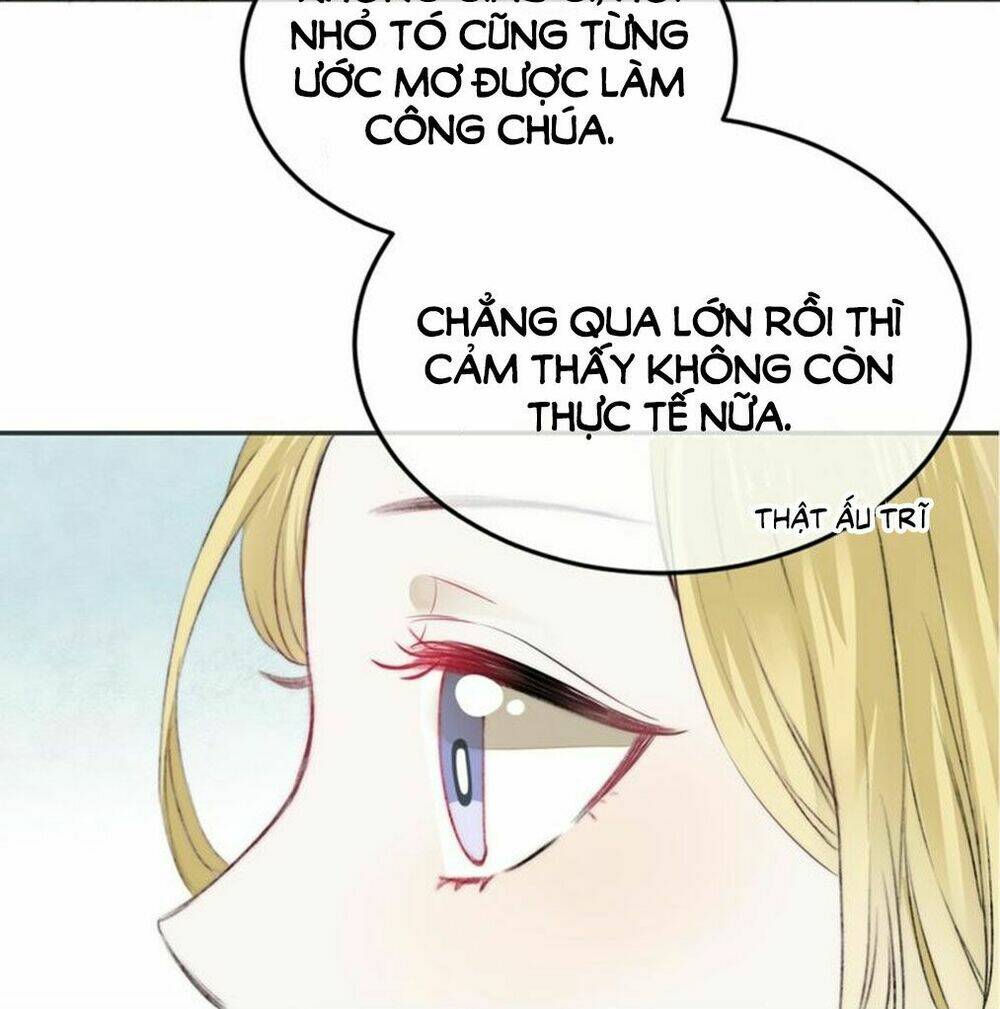 NHỎ TỚ CŨNG TỪNG
ƯỚC MƠ ĐƯỢC LÀM
CÔNG CHÚA.
CHẲNG QUA LỚN RỒI THÌ
CẢM THẤY KHÔNG CÒN
THỰC TẾ NỮA.
THẬT ẤU TRĨ